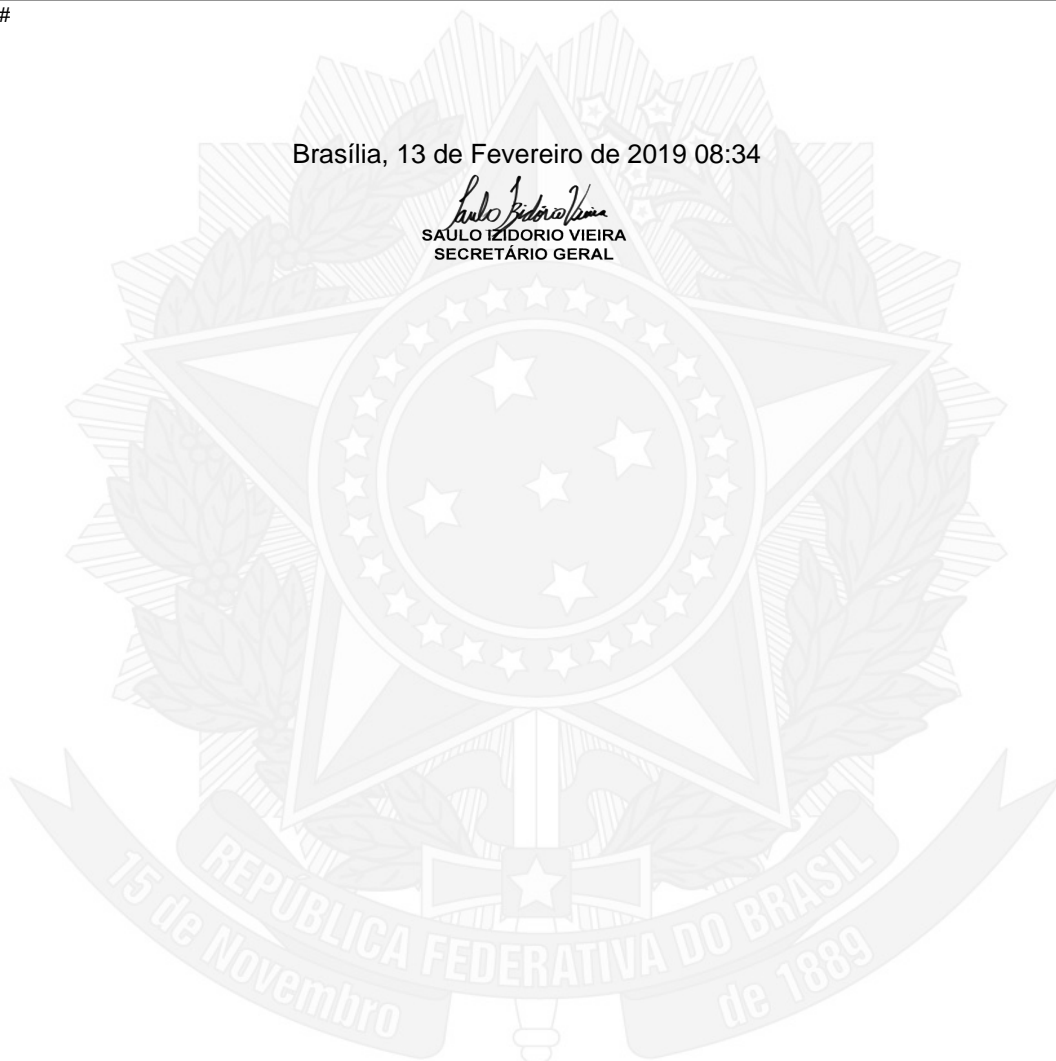 #
Brasília, 13 de Fevereiro de 2019 08:34
Saulo Izidorio Vieira
SAULO IZIDORIO VIEIRA
SECRETÁRIO GERAL
REPUBLICA FEDERATIVA DO BRASIL
15 de Novembro de 1889